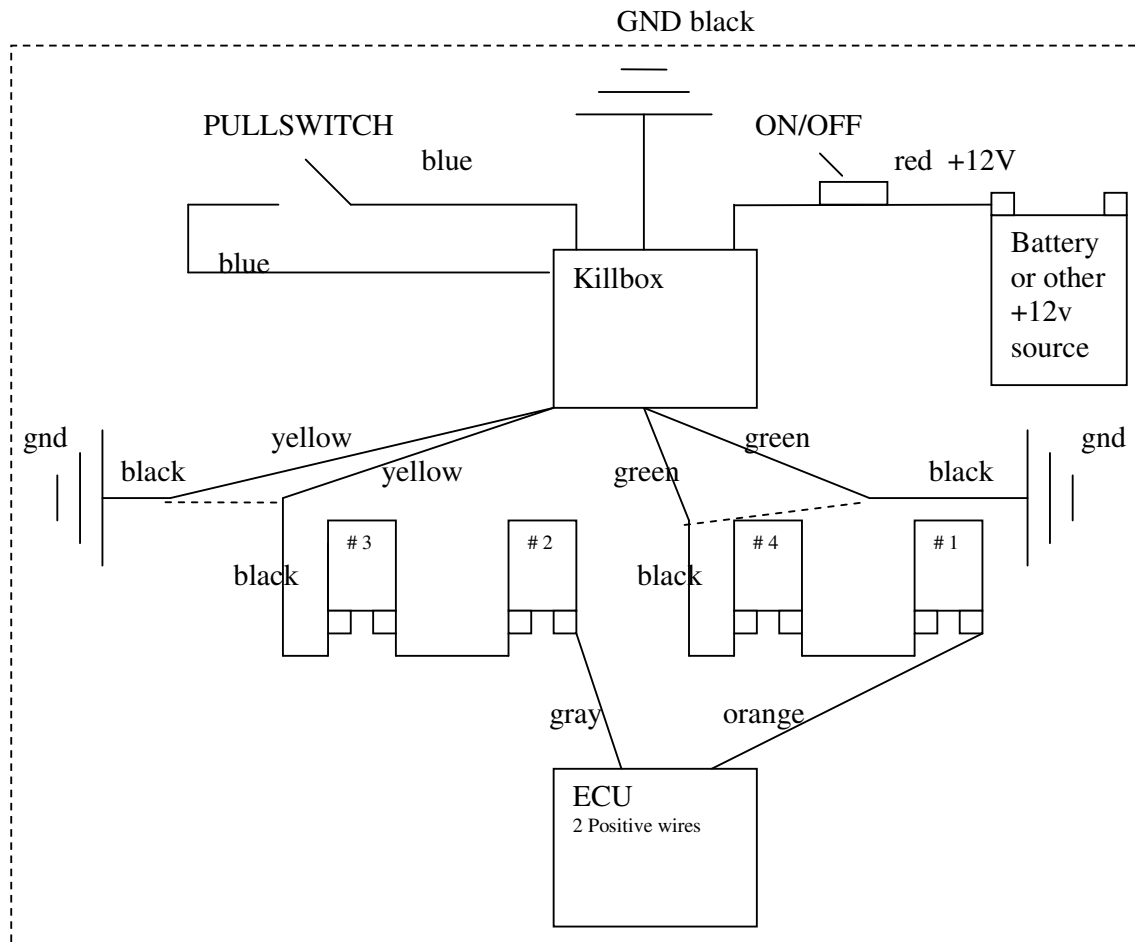 GND black
PULLSWITCH
ON/OFF
blue
red +12V
blue
Killbox
Battery
or other
+12v
source
gnd
yellow
green
gnd
black
yellow
green
black
# 3
# 2
# 4
# 1
black
black
gray
orange
ECU
2 Positive wires